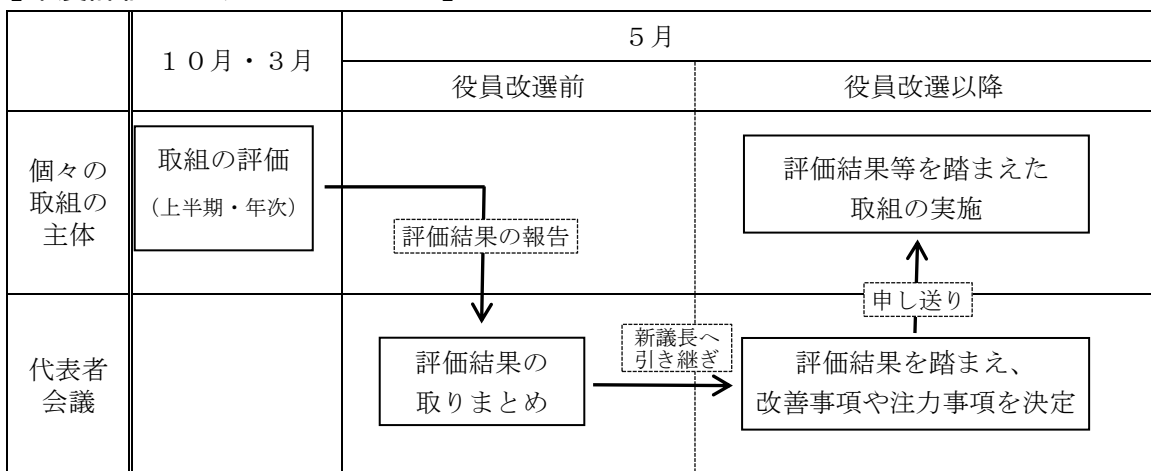 １０月・３月
５月
役員改選前
役員改選以降
個々の
取組の
主体
取組の評価
（上半期・年次）
評価結果の報告
評価結果等を踏まえた
取組の実施
申し送り
代表者
会議
評価結果の
取りまとめ
新議長へ
引き継ぎ
評価結果を踏まえ、
改善事項や注力事項を決定